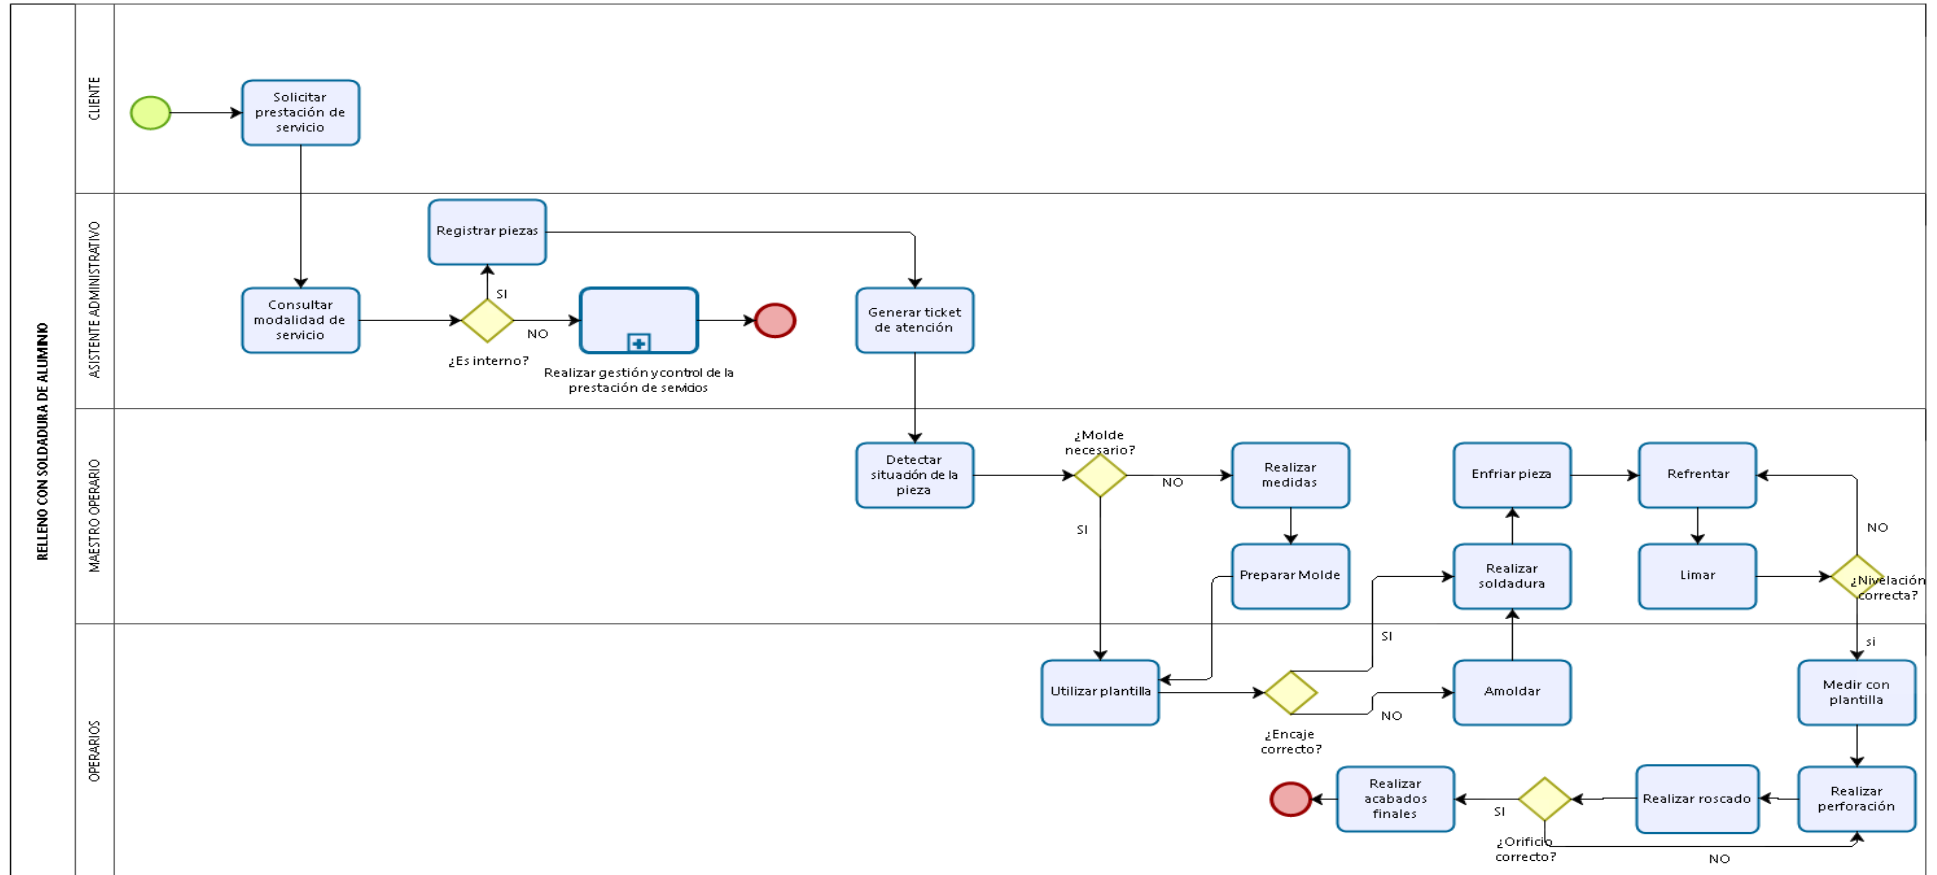 RELLENO CON SOLDADURA DE ALUMINIO
CLIENTE
Solicitar
prestación de
servicio
ASISTENTE ADMINISTRATIVO
Registrar piezas
SI
Consultar
modalidad de
servicio
NO
¿Es interno?
Realizar gestión y control de la
prestación de servicios
Generar ticket
de atención
MAESTRO OPERARIO
Detectar
situación de la
pieza
¿Molde
necesario?
NO
SI
Realizar
medidas
Preparar Molde
Enfriar pieza
Realizar
soldadura
Refrentar
Limar
NO
¿Nivelación
correcta?
si
OPERARIOS
Utilizar plantilla
¿Encaje
correcto?
SI
NO
Amoldar
Medir con
plantilla
Realizar
perforación
Realizar roscado
¿Orificio
correcto?
NO
SI
Realizar
acabados
finales